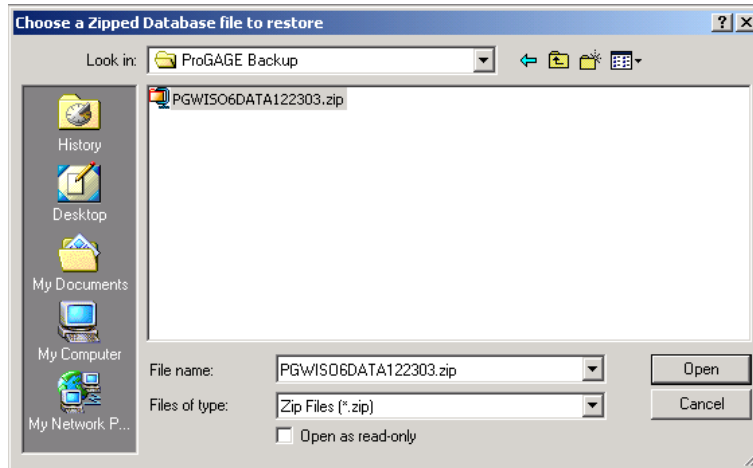 Choose a Zipped Database file to restore
Look in: ProGAGE Backup
PGWISO6DATA122303.zip
History
Desktop
My Documents
My Computer
My Network P...
File name: PGWISO6DATA122303.zip Open
Files of type: Zip Files (*.zip) Cancel
Open as read-only